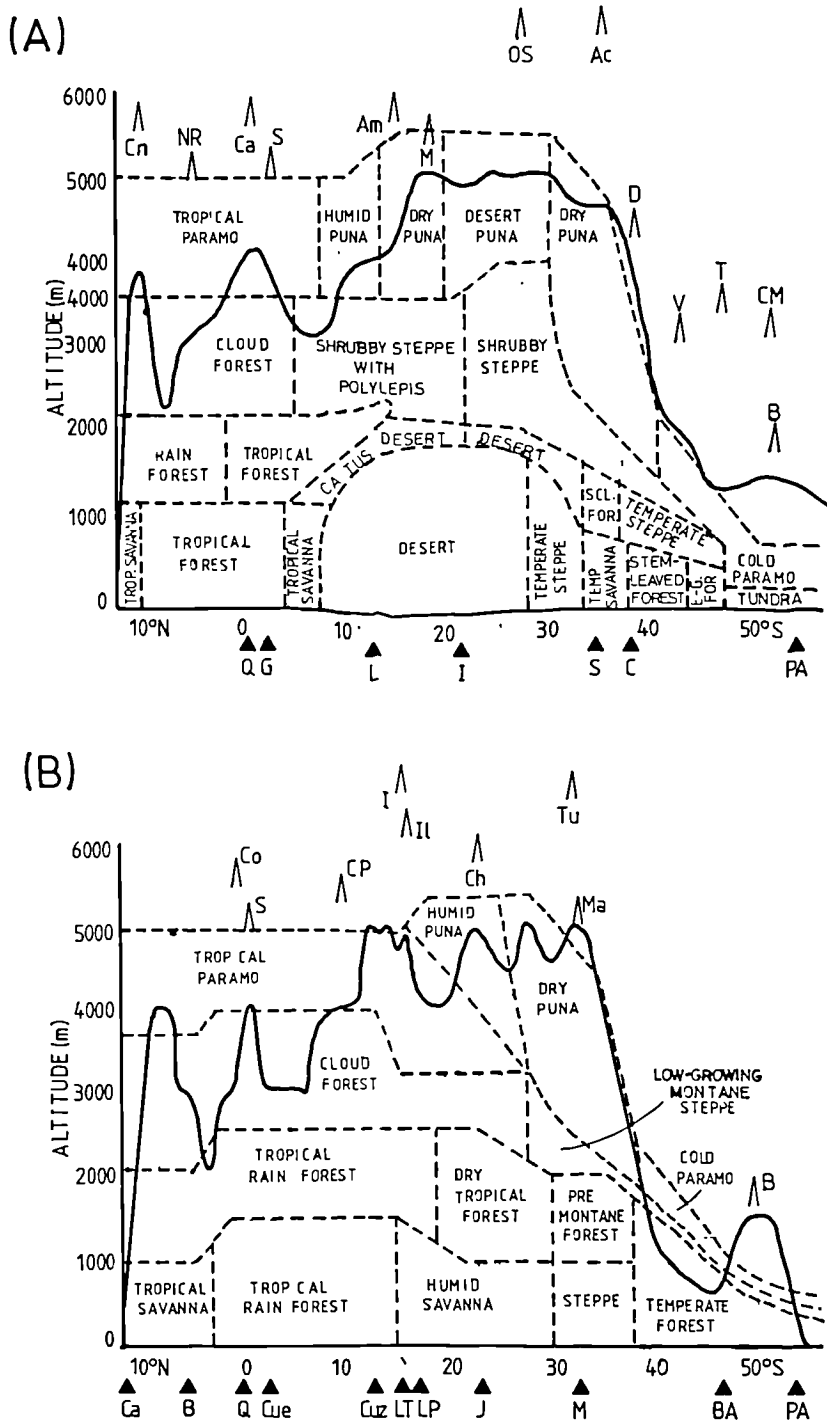 (A)
OS
Ac
6000
Cn
NR
Ca
S
Am
M
5000
TROPICAL
PARAMO
HUMID
PUNA
DRY
PUNA
DESERT
PUNA
DRY
PUNA
D
4000
4000
V
T
CM
ALTITUDE (m)
3000
CLOUD
FOREST
SHRUBBY STEPPE
WITH
POLYLEPIS
SHRUBBY
STEPPE
B
2000
RAIN
FOREST
TROPICAL
FOREST
CACTUS
DESERT
DESERT
SCL.
FOR.
TEMPERATE
STEPPE
1000
TROP. SAVANNA
TROPICAL
FOREST
TROPICAL
SAVANNA
DESERT
TEMPERATE
STEPPE
TEMP
SAVANNA
STEM-
LEAVED
FOREST
E-G.
FOR
COLD
PARAMO
TUNDRA
0
10°N 0 10 20 30 40 50°S
Q G L I S C PA
(B)
I
Il
Tu
6000
Co
S
CP
Ch
Ma
5000
TROPICAL
PARAMO
HUMID
PUNA
DRY
PUNA
4000
ALTITUDE (m)
3000
CLOUD
FOREST
LOW-GROWING
MONTANE
STEPPE
COLD
PARAMO
B
2000
TROPICAL
RAIN FOREST
DRY
TROPICAL
FOREST
PRE
MONTANE
FOREST
1000
TROPICAL
SAVANNA
TROPCAL
RAIN FOREST
HUMID
SAVANNA
STEPPE
TEMPERATE
FOREST
0
10°N 0 10 20 30 40 50°S
Ca B Q Cue Cuz LT LP J M BA PA